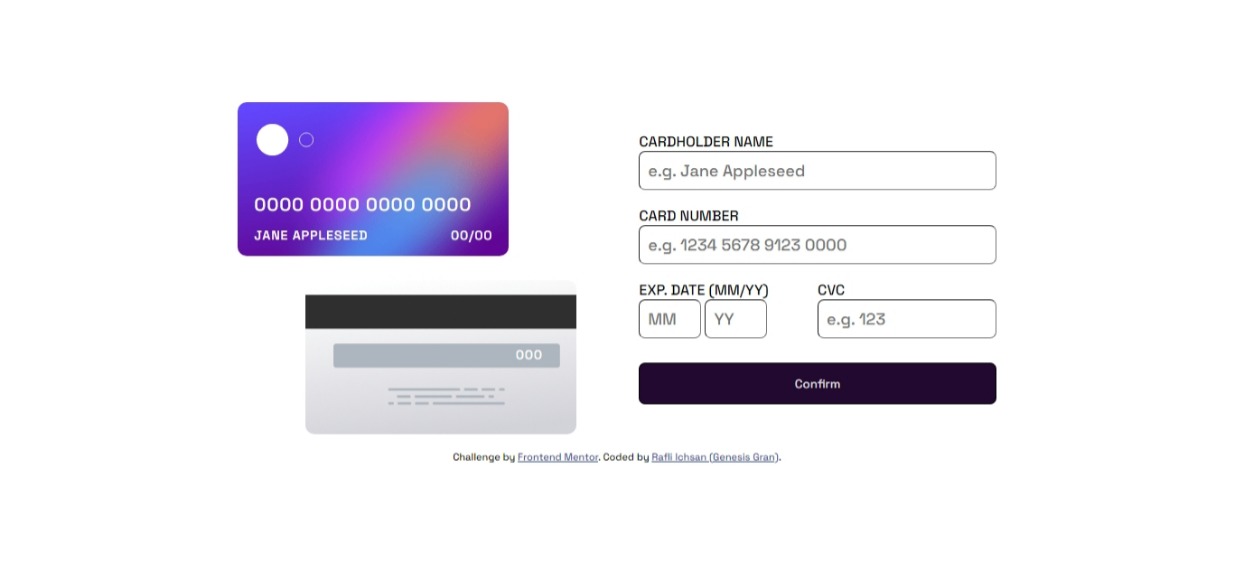 0000 0000 0000 0000
JANE APPLESEED 00/00
000
CARDHOLDER NAME
e.g. Jane Appleseed
CARD NUMBER
e.g. 1234 5678 9123 0000
EXP. DATE (MM/YY) CVC
MM YY e.g. 123
Confirm
Challenge by Frontend Mentor. Coded by Rafli Ichsan (Genesis Gran).